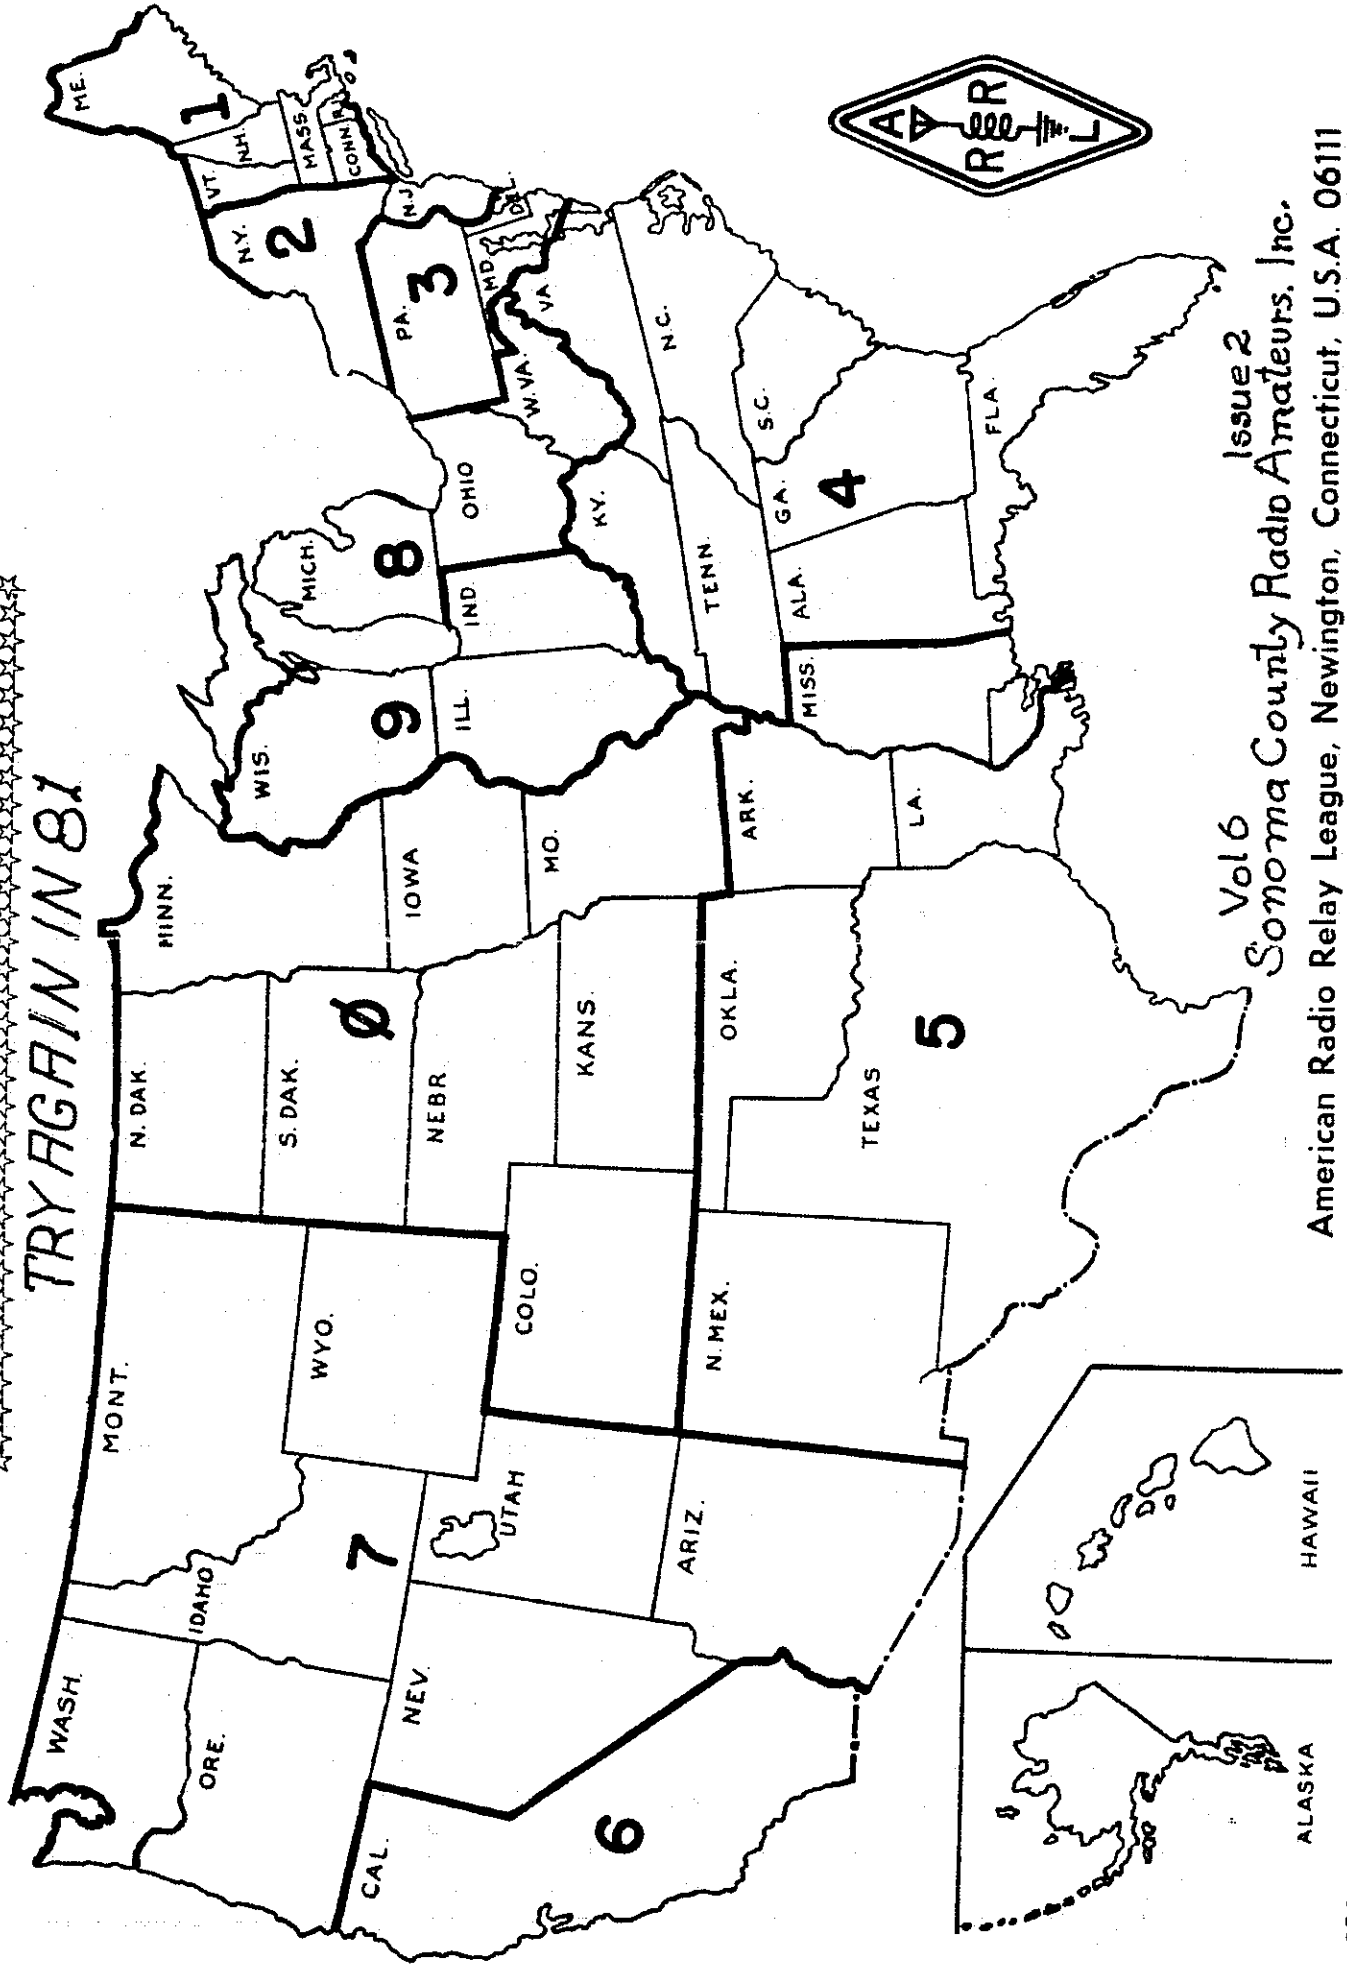 TRY AGAIN IN 81
WASH.
ORE.
CAL.
NEV.
IDAHO
MONT.
WYO.
UTAH
ARIZ.
COLO.
N. MEX.
N. DAK.
S. DAK.
NEBR
KANS.
OKLA.
TEXAS
MINN.
IOWA
MO.
ARK.
LA.
WIS.
ILL.
MICH.
IND.
OHIO
KY.
TENN.
MISS.
ALA.
GA.
FLA.
S.C.
N.C.
VA
W.VA.
MD
DEL.
PA.
N.J.
N.Y.
VT.
N.H.
ME.
MASS.
CONN.
R.I.
1
2
3
4
5
6
7
8
9
Ø
ALASKA
HAWAII
A
R R
L
Vol 6 Issue 2
Sonoma County Radio Amateurs. Inc.
American Radio Relay League, Newington, Connecticut, U.S.A. 06111